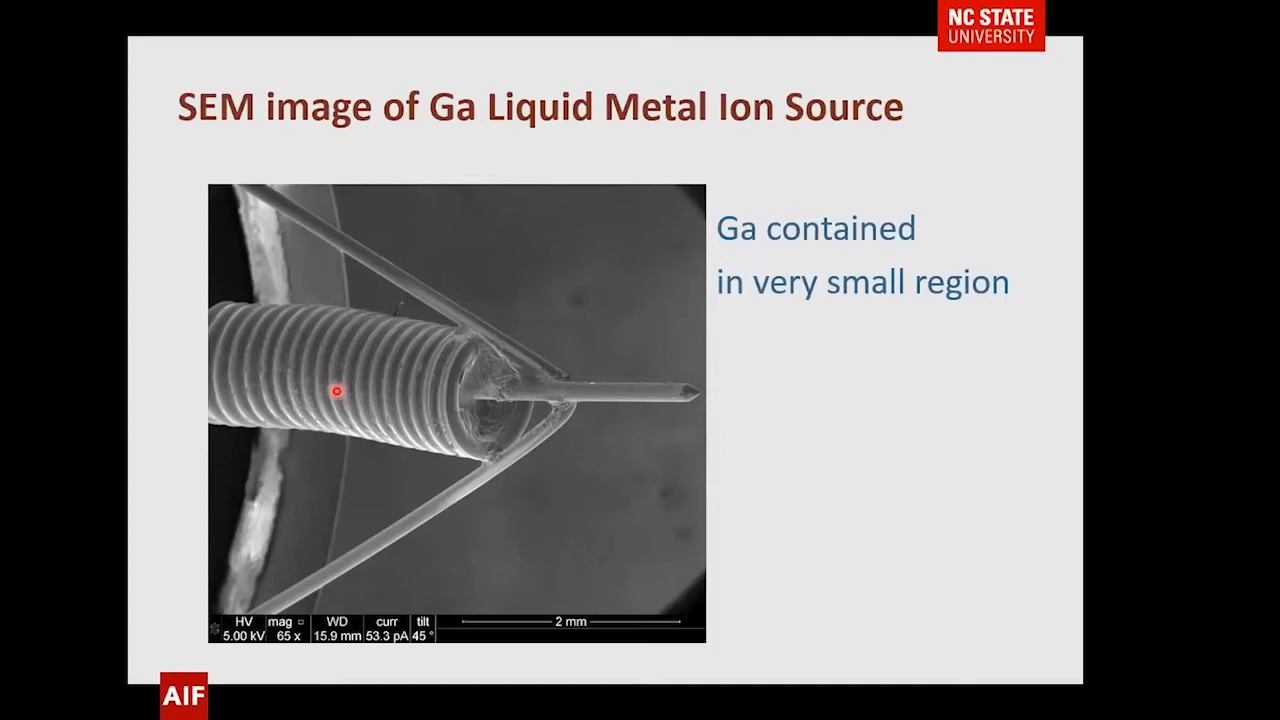 NC STATE
UNIVERSITY
SEM image of Ga Liquid Metal Ion Source
Ga contained
in very small region
HV mag □ WD curr tilt 2 mm
5.00 kV 65 x 15.9 mm 53.3 pA 45 °
AIF